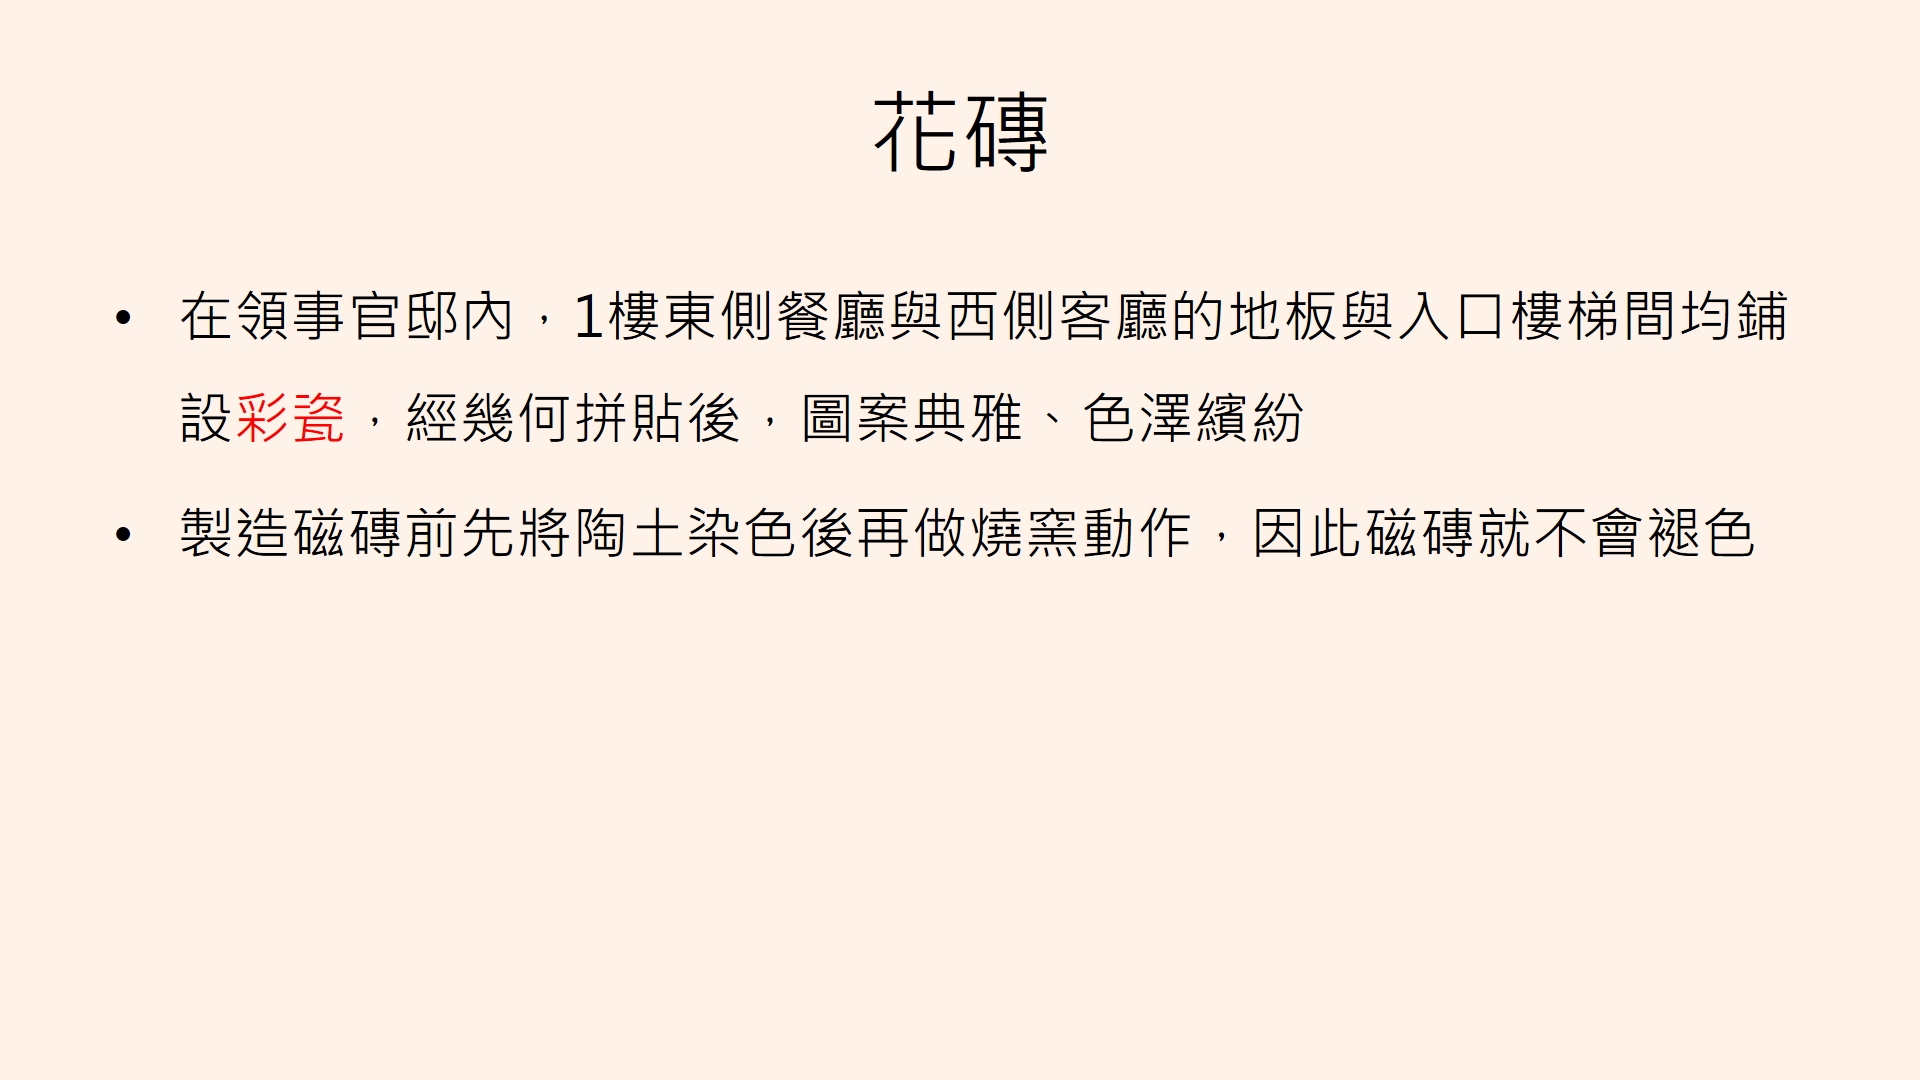 花磚
• 在領事官邸內，1樓東側餐廳與西側客廳的地板與入口樓梯間均鋪
設彩瓷，經幾何拼貼後，圖案典雅、色澤繽紛
• 製造磁磚前先將陶土染色後再做燒窯動作，因此磁磚就不會褪色